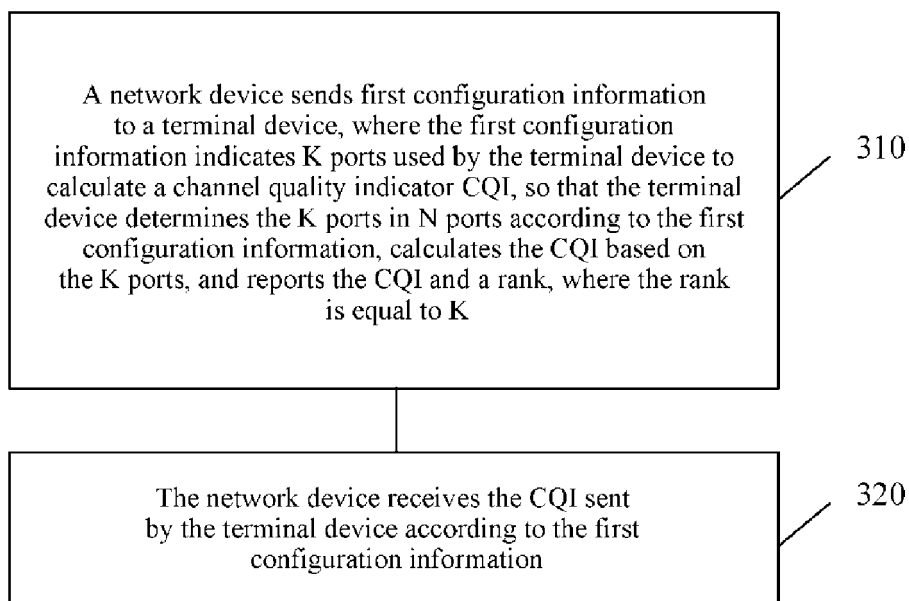 A network device sends first configuration information
to a terminal device, where the first configuration
information indicates K ports used by the terminal device to
calculate a channel quality indicator CQI, so that the terminal
device determines the K ports in N ports according to the first
configuration information, calculates the CQI based on
the K ports, and reports the CQI and a rank, where the rank
is equal to K
310
The network device receives the CQI sent
by the terminal device according to the first
configuration information
320